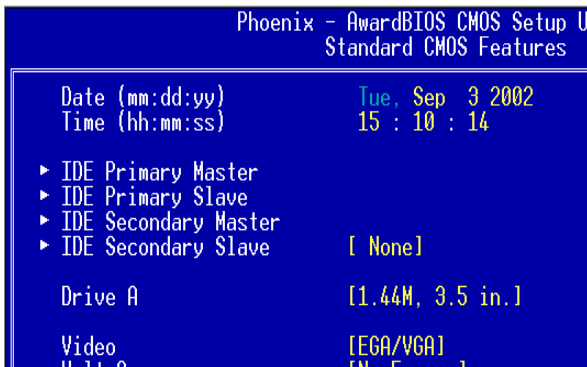 Phoenix - AwardBIOS CMOS Setup U
Standard CMOS Features
Date (mm:dd:yy) Tue, Sep 3 2002
Time (hh:mm:ss) 15 : 10 : 14
▶ IDE Primary Master
▶ IDE Primary Slave
▶ IDE Secondary Master
▶ IDE Secondary Slave [ None]
Drive A [1.44M, 3.5 in.]
Video [EGA/VGA]